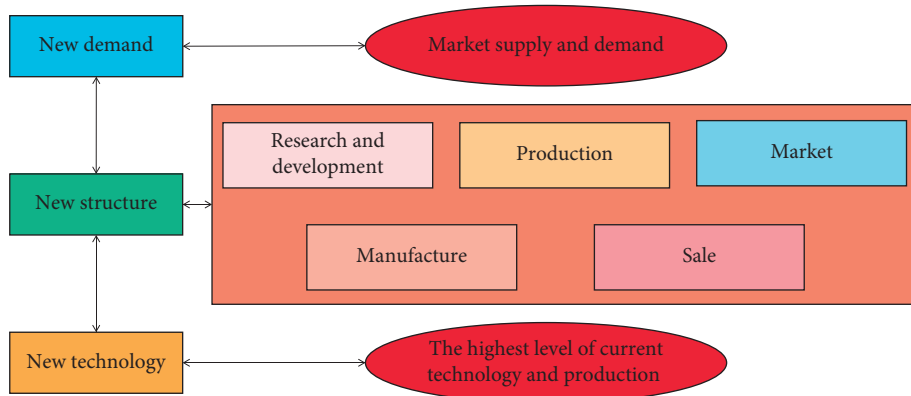 New demand
Market supply and demand
Research and
development
Production
Market
New structure
Manufacture
Sale
New technology
The highest level of current
technology and production